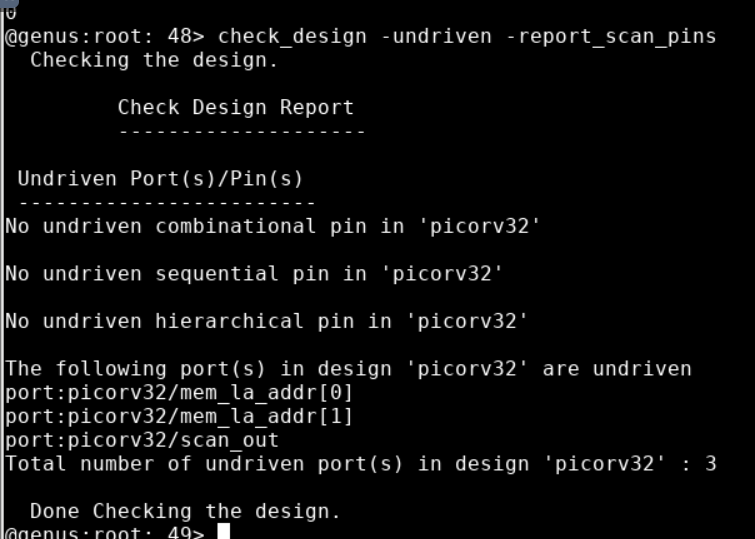 0
@genus:root: 48> check_design -undriven -report_scan_pins
Checking the design.
Check Design Report
--------------------
Undriven Port(s)/Pin(s)
------------------------
No undriven combinational pin in 'picorv32'
No undriven sequential pin in 'picorv32'
No undriven hierarchical pin in 'picorv32'
The following port(s) in design 'picorv32' are undriven
port:picorv32/mem_la_addr[0]
port:picorv32/mem_la_addr[1]
port:picorv32/scan_out
Total number of undriven port(s) in design 'picorv32' : 3
Done Checking the design.
@genus:root: 49>